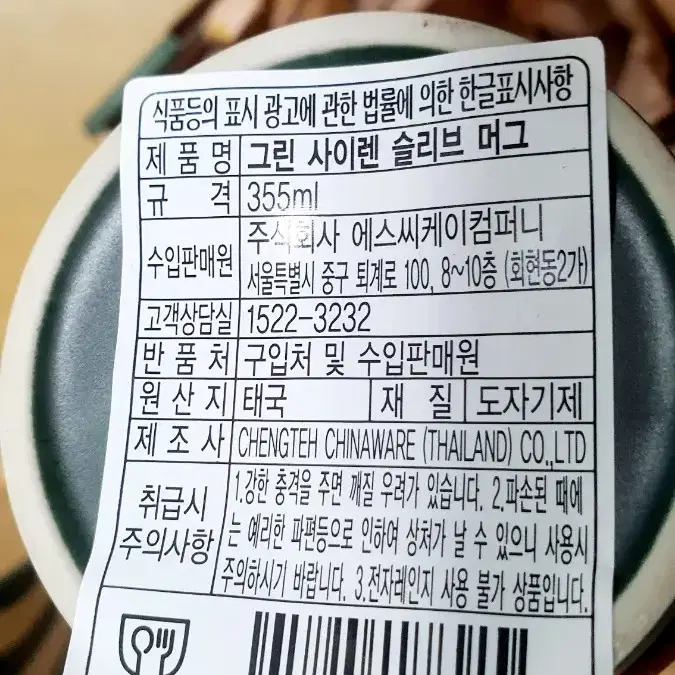 식품등의 표시 광고에 관한 법률에 의한 한글표시사항
제 품 명 그린 사이렌 슬리브 머그
규 격 355ml
수입판매원 주식회사 에스씨케이컴퍼니
서울특별시 중구 퇴계로 100, 8~10층 (회현동2가)
고객상담실 1522-3232
반 품 처 구입처 및 수입판매원
원 산 지 태국 재 질 도자기제
제 조 사 CHENGTEH CHINAWARE (THAILAND) CO.,LTD
취급시 주의사항 1.강한 충격을 주면 깨질 우려가 있습니다. 2.파손된 때에
는 예리한 파편등으로 인하여 상처가 날 수 있으니 사용시
주의하시기 바랍니다. 3.전자레인지 사용 불가 상품입니다.